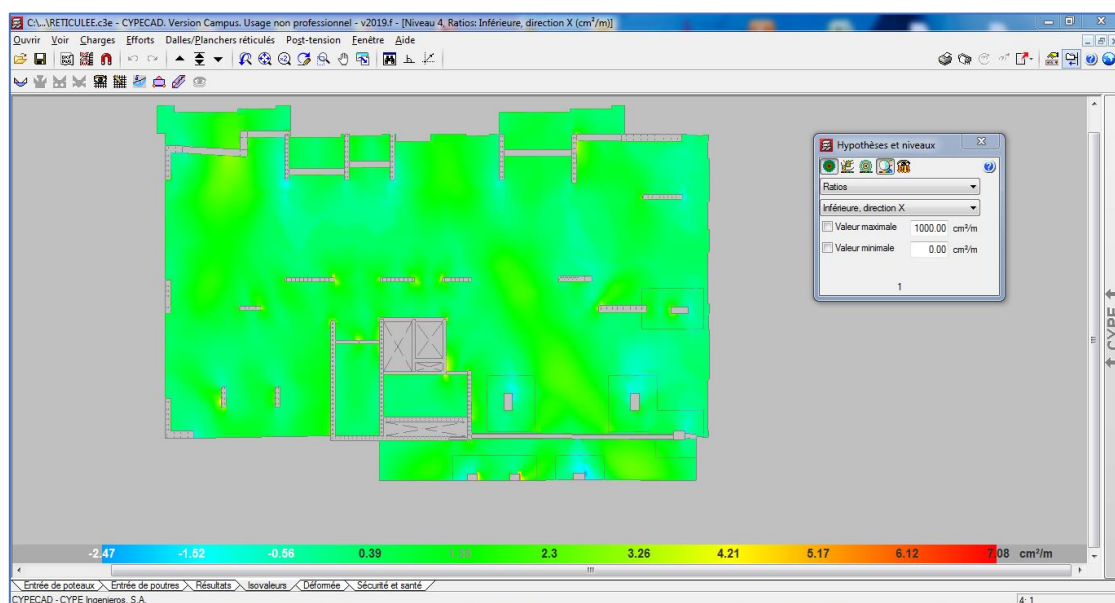 C:\...\RETICULEE.c3e - CYPECAD. Version Campus. Usage non professionnel - v2019.f - [Niveau 4, Ratios: Inférieure, direction X (cm²/m)]
Ouvrir Voir Charges Efforts Dalles/Planchers réticulés Post-tension Fenêtre Aide
Hypothèses et niveaux
Ratios
Inférieure, direction X
Valeur maximale 1000.00 cm²/m
Valeur minimale 0.00 cm²/m
1
CYPE
-2.47 -1.52 -0.56 0.39 2.3 3.26 4.21 5.17 6.12 7.08 cm²/m
Entrée de poteaux Entrée de poutres Résultats Isovaleurs Déformée Sécurité et santé
CYPECAD - CYPE Ingenieros, S.A. 4: 1